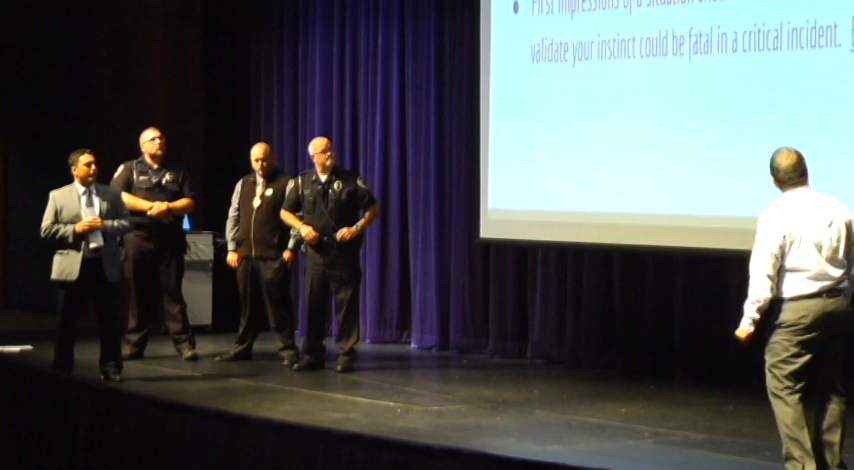 • First impressions of a situation
validate your instinct could be fatal in a critical incident.